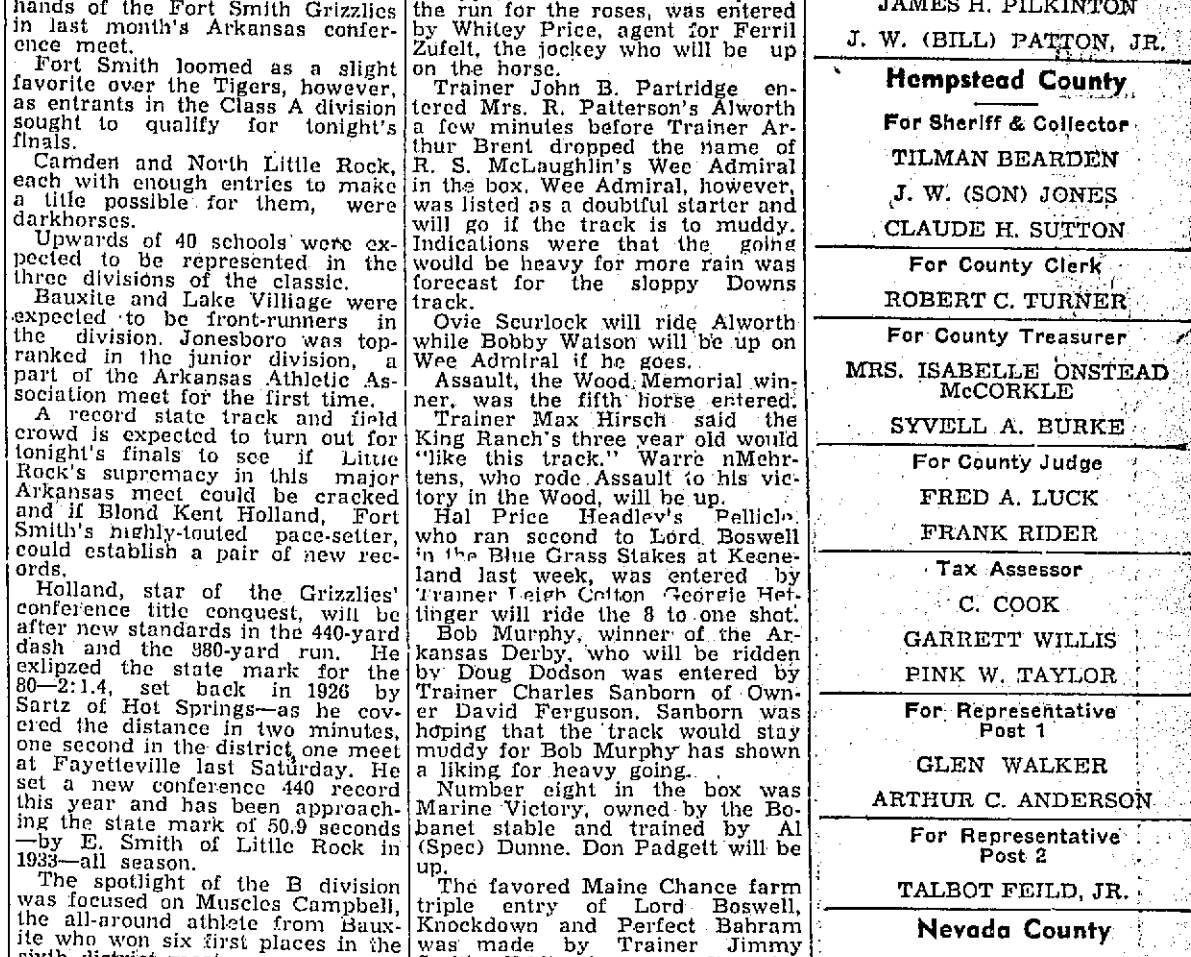 hands of the Fort Smith Grizzlies
in last month's Arkansas confer-
ence meet.
Fort Smith loomed as a slight
favorite over the Tigers, however,
as entrants in the Class A division
sought to qualify for tonight's
finals.
Camden and North Little Rock,
each with enough entries to make
a title possible for them, were
darkhorses.
Upwards of 40 schools were ex-
pected to be represented in the
three divisions of the classic.
Bauxite and Lake Villiage were
expected to be front-runners in
the division. Jonesboro was top-
ranked in the junior division, a
part of the Arkansas Athletic As-
sociation meet for the first time.
A record state track and field
crowd is expected to turn out for
tonight's finals to see if Little
Rock's supremacy in this major
Arkansas meet could be cracked
and if Blond Kent Holland, Fort
Smith's highly-touted pace-setter,
could establish a pair of new rec-
ords.
Holland, star of the Grizzlies'
conference title conquest, will be
after new standards in the 440-yard
dash and the 880-yard run. He
exlipzed the state mark for the
80—2:1.4, set back in 1926 by
Sartz of Hot Springs—as he cov-
ered the distance in two minutes,
one second in the district one meet
at Fayetteville last Saturday. He
set a new conference 440 record
this year and has been approach-
ing the state mark of 50.9 seconds
—by E. Smith of Little Rock in
1933—all season.
The spotlight of the B division
was focused on Muscles Campbell,
the all-around athlete from Baux-
ite who won six first places in the
sixth district meet
the run for the roses, was entered
by Whitey Price, agent for Ferril
Zufelt, the jockey who will be up
on the horse.
Trainer John B. Partridge en-
tered Mrs. R. Patterson's Alworth
a few minutes before Trainer Ar-
thur Brent dropped the name of
R. S. McLaughlin's Wee Admiral
in the box. Wee Admiral, however,
was listed as a doubtful starter and
will go if the track is to muddy.
Indications were that the going
would be heavy for more rain was
forecast for the sloppy Downs
track.
Ovie Scurlock will ride Alworth
while Bobby Watson will be up on
Wee Admiral if he goes.
Assault, the Wood Memorial win-
ner, was the fifth horse entered.
Trainer Max Hirsch said the
King Ranch's three year old would
"like this track." Warre nMehr-
tens, who rode Assault to his vic-
tory in the Wood, will be up.
Hal Price Headley's Pellicle,
who ran second to Lord Boswell
in the Blue Grass Stakes at Keene-
land last week, was entered by
Trainer Leigh Cotton Georgie Het-
tinger will ride the 8 to one shot.
Bob Murphy, winner of the Ar-
kansas Derby, who will be ridden
by Doug Dodson was entered by
Trainer Charles Sanborn of Own-
er David Ferguson. Sanborn was
hoping that the track would stay
muddy for Bob Murphy has shown
a liking for heavy going.
Number eight in the box was
Marine Victory, owned by the Bo-
banet stable and trained by Al
(Spec) Dunne. Don Padgett will be
up.
The favored Maine Chance farm
triple entry of Lord Boswell,
Knockdown and Perfect Bahram
was made by Trainer Jimmy
JAMES H. PILKINTON
J. W. (BILL) PATTON, JR.
Hempstead County
For Sheriff & Collector
TILMAN BEARDEN
J. W. (SON) JONES
CLAUDE H. SUTTON
For County Clerk
ROBERT C. TURNER
For County Treasurer
MRS. ISABELLE ONSTEAD
McCORKLE
SYVELL A. BURKE
For County Judge
FRED A. LUCK
FRANK RIDER
Tax Assessor
C. COOK
GARRETT WILLIS
PINK W. TAYLOR
For Representative
Post 1
GLEN WALKER
ARTHUR C. ANDERSON
For Representative
Post 2
TALBOT FEILD, JR.
Nevada County